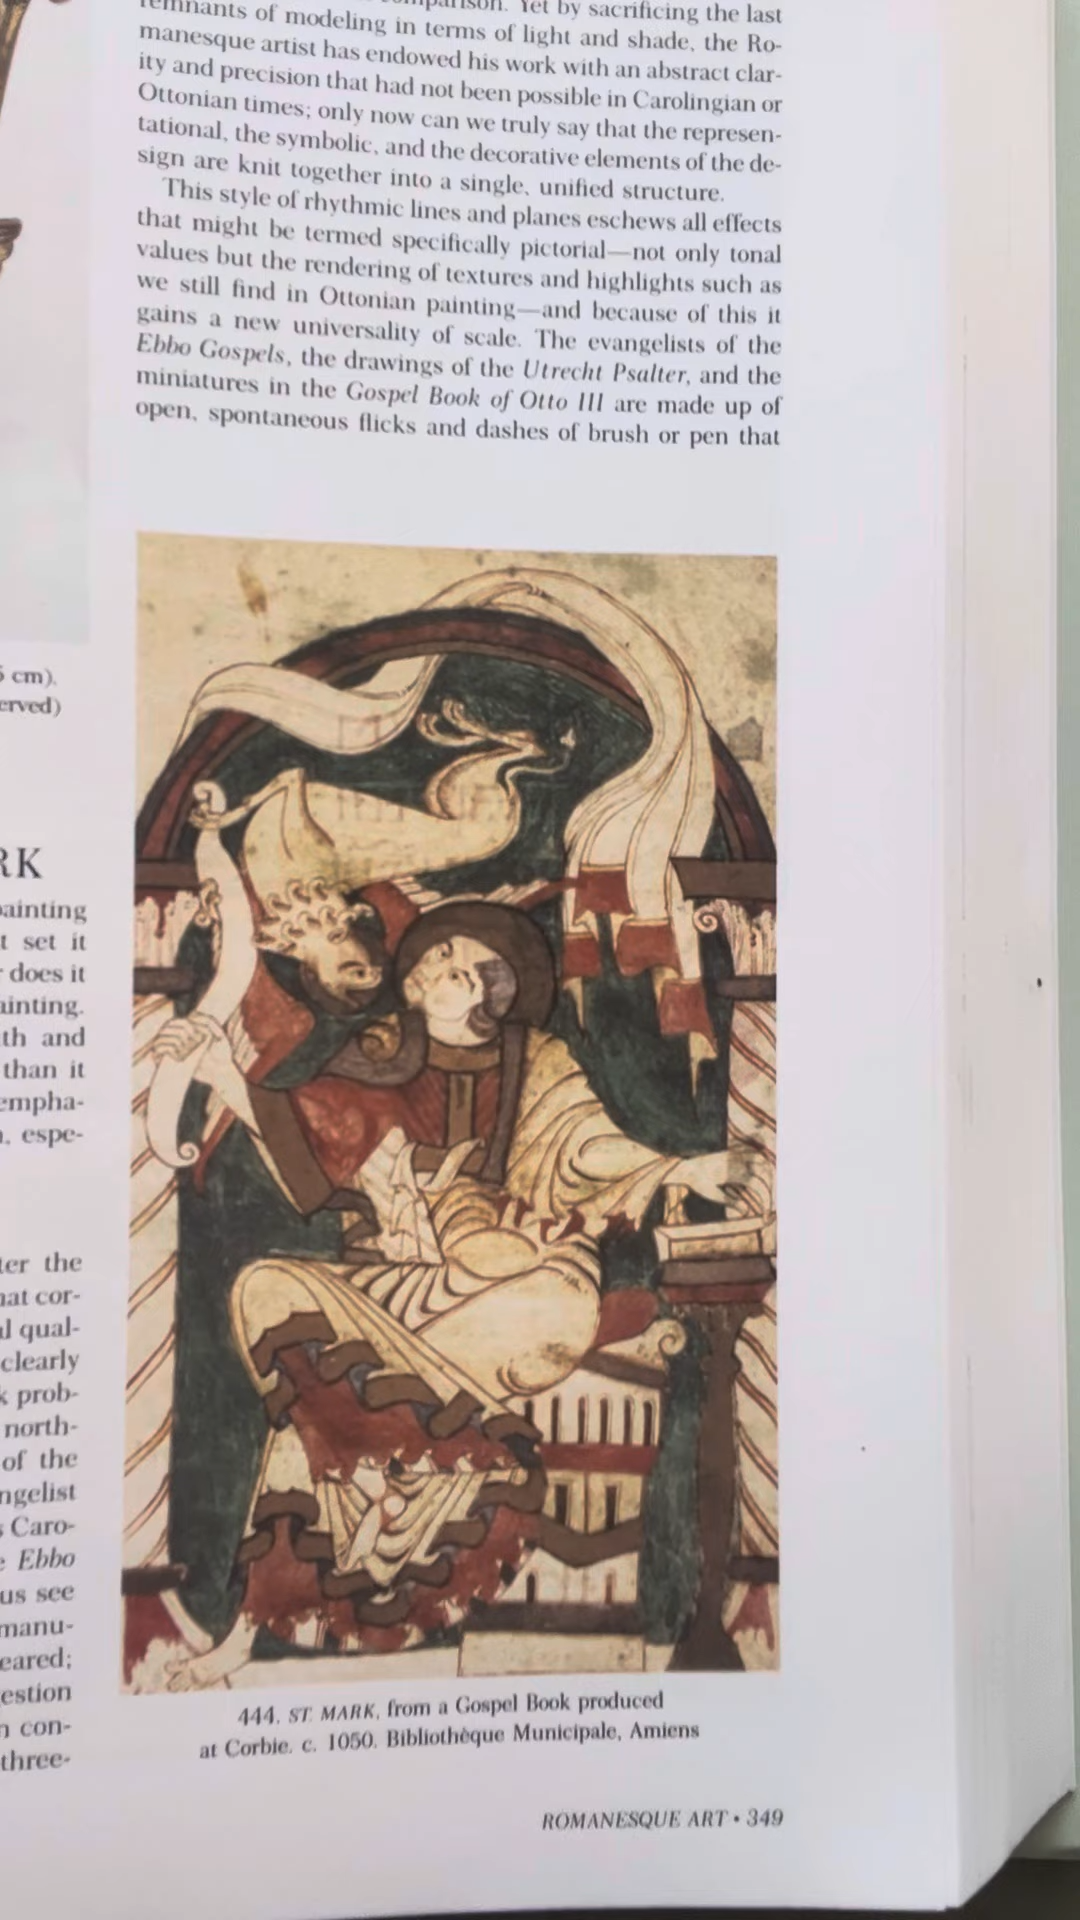 5 cm).
erved)
RK
ainting
t set it
does it
ainting.
th and
than it
empha-
espe-
ter the
hat cor-
l qual-
clearly
k prob-
north-
of the
ngelist
Caro-
Ebbo
us see
manu-
eared;
estion
n con-
three-
comparison. Yet by sacrificing the last
remnants of modeling in terms of light and shade, the Ro-
manesque artist has endowed his work with an abstract clar-
ity and precision that had not been possible in Carolingian or
Ottonian times; only now can we truly say that the represen-
tational, the symbolic, and the decorative elements of the de-
sign are knit together into a single, unified structure.
This style of rhythmic lines and planes eschews all effects
that might be termed specifically pictorial—not only tonal
values but the rendering of textures and highlights such as
we still find in Ottonian painting—and because of this it
gains a new universality of scale. The evangelists of the
Ebbo Gospels, the drawings of the Utrecht Psalter, and the
miniatures in the Gospel Book of Otto III are made up of
open, spontaneous flicks and dashes of brush or pen that
444. ST. MARK, from a Gospel Book produced
at Corbie. c. 1050. Bibliothèque Municipale, Amiens
ROMANESQUE ART • 349